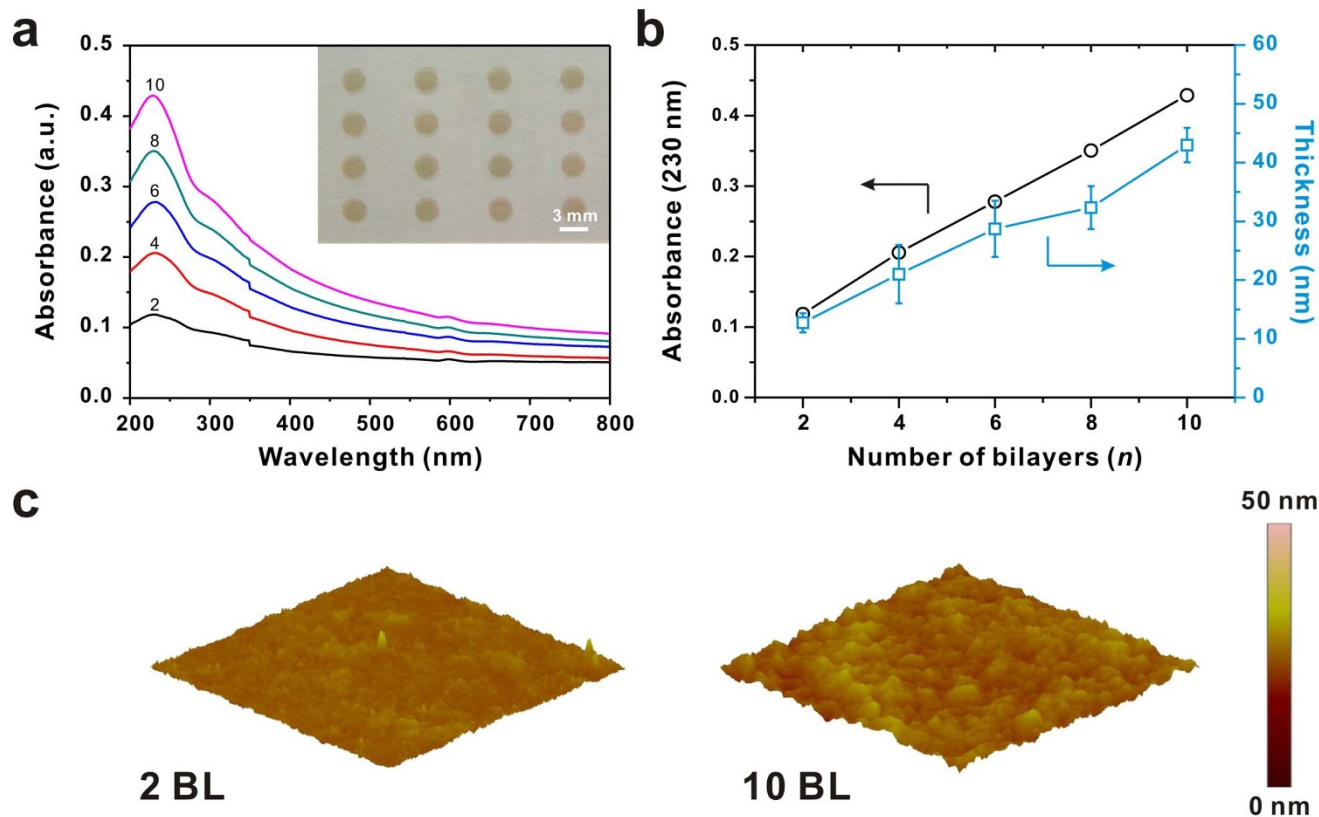 a
0.5
0.4
0.3
0.2
0.1
0.0
Absorbance (a.u.)
10
8
6
4
2
3 mm
200 300 400 500 600 700 800
Wavelength (nm)
b
0.5
0.4
0.3
0.2
0.1
0.0
Absorbance (230 nm)
60
50
40
30
20
10
0
Thickness (nm)
2 4 6 8 10
Number of bilayers (n)
c
2 BL
10 BL
50 nm
0 nm